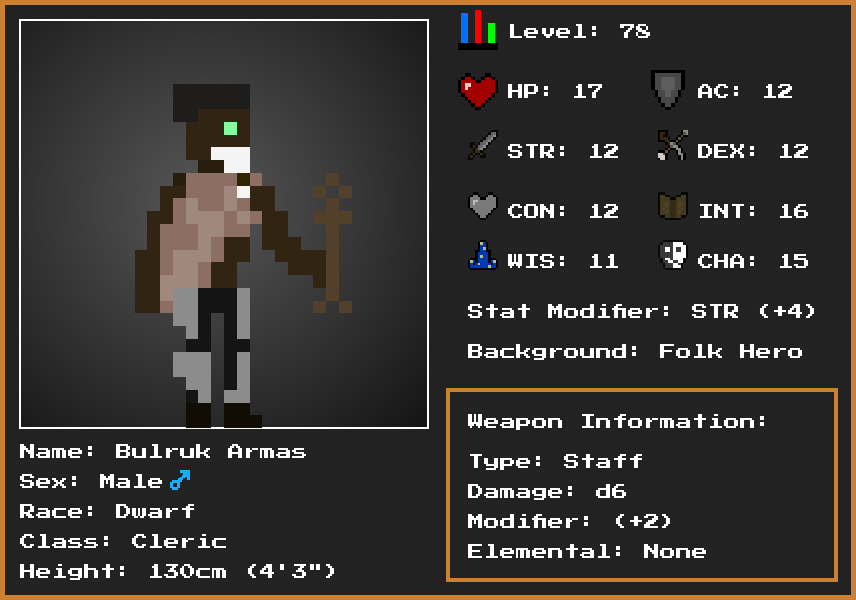 Level: 78
HP: 17 AC: 12
STR: 12 DEX: 12
CON: 12 INT: 16
WIS: 11 CHA: 15
Stat Modifier: STR (+4)
Background: Folk Hero
Weapon Information:
Type: Staff
Damage: d6
Modifier: (+2)
Elemental: None
Name: Bulruk Armas
Sex: Male♂
Race: Dwarf
Class: Cleric
Height: 130cm (4'3")